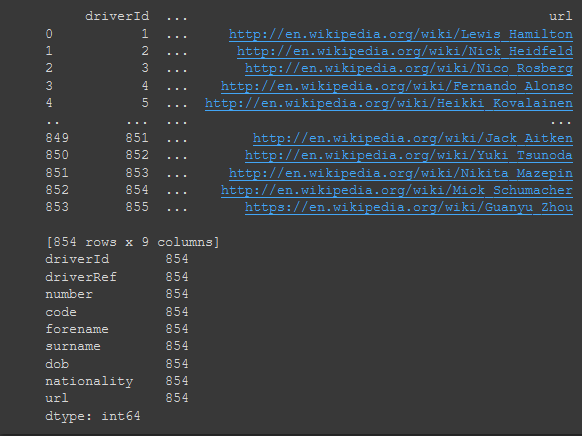 driverId ... url
0 1 ... http://en.wikipedia.org/wiki/Lewis_Hamilton
1 2 ... http://en.wikipedia.org/wiki/Nick_Heidfeld
2 3 ... http://en.wikipedia.org/wiki/Nico_Rosberg
3 4 ... http://en.wikipedia.org/wiki/Fernando_Alonso
4 5 ... http://en.wikipedia.org/wiki/Heikki_Kovalainen
.. ... ... ...
849 851 ... http://en.wikipedia.org/wiki/Jack_Aitken
850 852 ... http://en.wikipedia.org/wiki/Yuki_Tsunoda
851 853 ... http://en.wikipedia.org/wiki/Nikita_Mazepin
852 854 ... http://en.wikipedia.org/wiki/Mick_Schumacher
853 855 ... https://en.wikipedia.org/wiki/Guanyu_Zhou
[854 rows x 9 columns]
driverId 854
driverRef 854
number 854
code 854
forename 854
surname 854
dob 854
nationality 854
url 854
dtype: int64